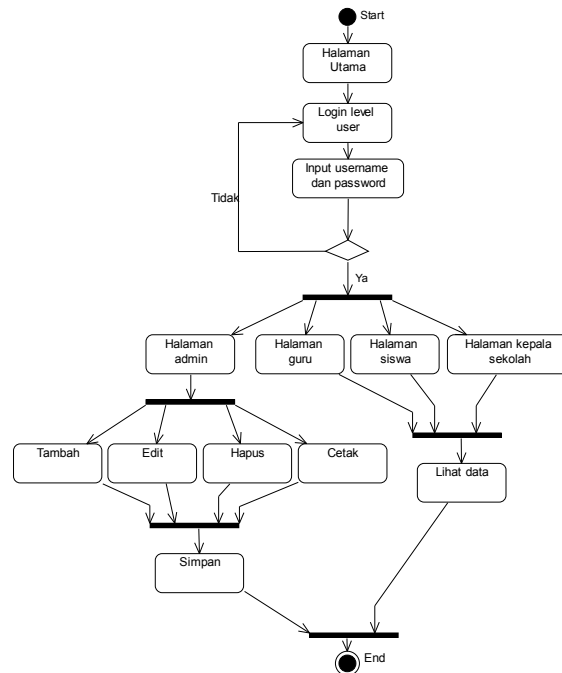 Start
Halaman
Utama
Login level
user
Input username
dan password
Tidak
Ya
Halaman
admin
Halaman
guru
Halaman
siswa
Halaman kepala
sekolah
Tambah
Edit
Hapus
Cetak
Lihat data
Simpan
End